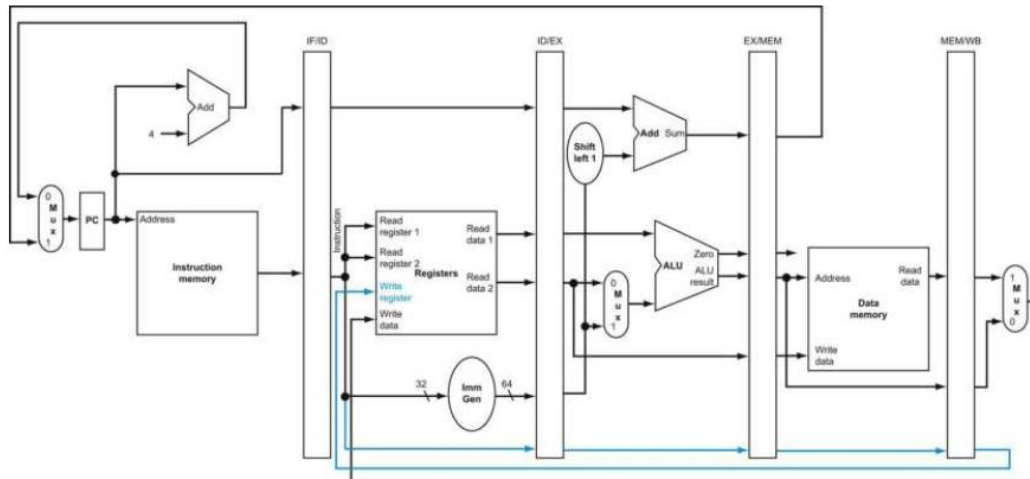 IF/ID
ID/EX
EX/MEM
MEM/WB
Add
4
Add Sum
Shift
left 1
0
M
u
x
1
PC
Address
Instruction
memory
Instruction
Read
register 1
Read
register 2
Write
register
Write
data
Registers
Read
data 1
Read
data 2
0
M
u
x
1
Zero
ALU
ALU
result
Address
Read
data
Data
memory
Write
data
1
M
u
x
0
32
Imm
Gen
64